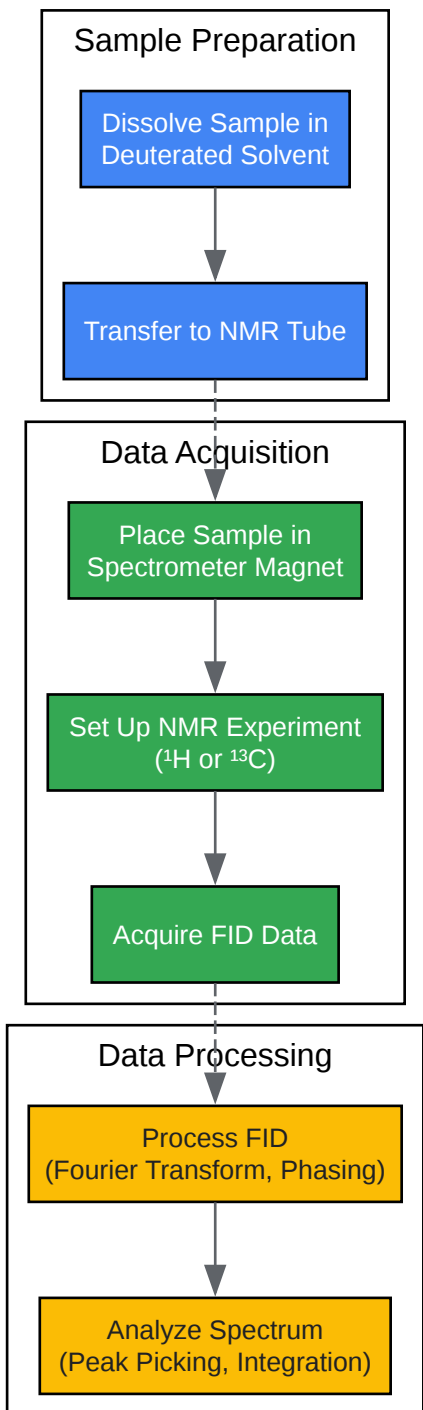 Sample Preparation
Dissolve Sample in
Deuterated Solvent
Transfer to NMR Tube
Data Acquisition
Place Sample in
Spectrometer Magnet
Set Up NMR Experiment
(¹H or ¹³C)
Acquire FID Data
Data Processing
Process FID
(Fourier Transform, Phasing)
Analyze Spectrum
(Peak Picking, Integration)